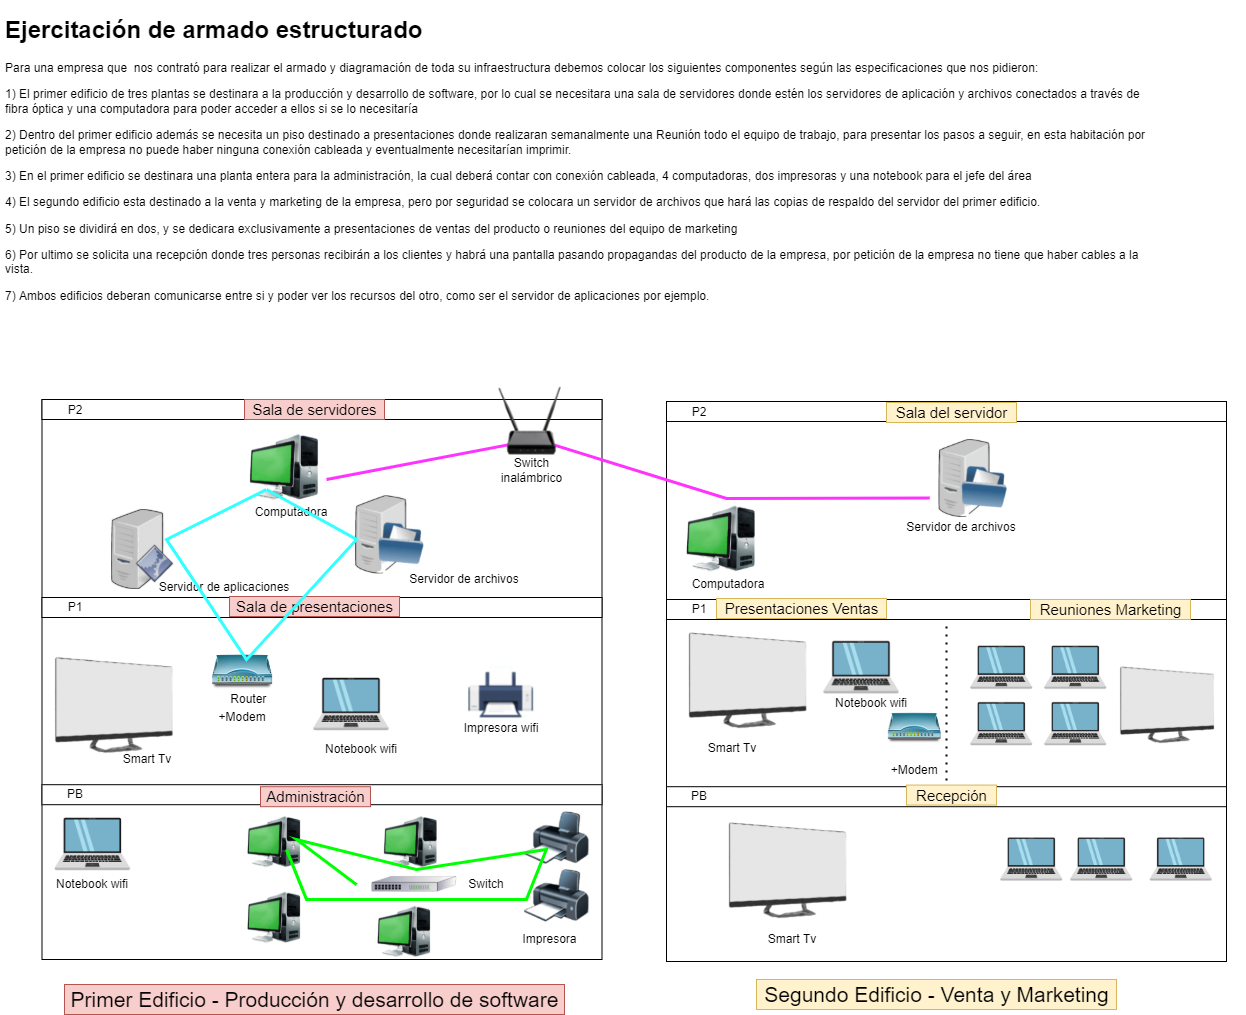 Ejercitación de armado estructurado
Para una empresa que  nos contrató para realizar el armado y diagramación de toda su infraestructura debemos colocar los siguientes componentes según las especificaciones que nos pidieron:
1) El primer edificio de tres plantas se destinara a la producción y desarrollo de software, por lo cual se necesitara una sala de servidores donde estén los servidores de aplicación y archivos conectados a través de
fibra óptica y una computadora para poder acceder a ellos si se lo necesitaría
2) Dentro del primer edificio además se necesita un piso destinado a presentaciones donde realizaran semanalmente una Reunión todo el equipo de trabajo, para presentar los pasos a seguir, en esta habitación por
petición de la empresa no puede haber ninguna conexión cableada y eventualmente necesitarían imprimir.
3) En el primer edificio se destinara una planta entera para la administración, la cual deberá contar con conexión cableada, 4 computadoras, dos impresoras y una notebook para el jefe del área
4) El segundo edificio esta destinado a la venta y marketing de la empresa, pero por seguridad se colocara un servidor de archivos que hará las copias de respaldo del servidor del primer edificio.
5) Un piso se dividirá en dos, y se dedicara exclusivamente a presentaciones de ventas del producto o reuniones del equipo de marketing
6) Por ultimo se solicita una recepción donde tres personas recibirán a los clientes y habrá una pantalla pasando propagandas del producto de la empresa, por petición de la empresa no tiene que haber cables a la
vista.
7) Ambos edificios deberan comunicarse entre si y poder ver los recursos del otro, como ser el servidor de aplicaciones por ejemplo.
P2
Sala de servidores
Switch
inalámbrico
Computadora
Servidor de aplicaciones
Servidor de archivos
P1
Sala de presentaciones
Router
+Modem
Smart Tv
Notebook wifi
Impresora wifi
PB
Administración
Notebook wifi
Switch
Impresora
Primer Edificio - Producción y desarrollo de software
P2
Sala del servidor
Servidor de archivos
Computadora
P1
Presentaciones Ventas
Reuniones Marketing
Notebook wifi
Smart Tv
+Modem
PB
Recepción
Smart Tv
Segundo Edificio - Venta y Marketing